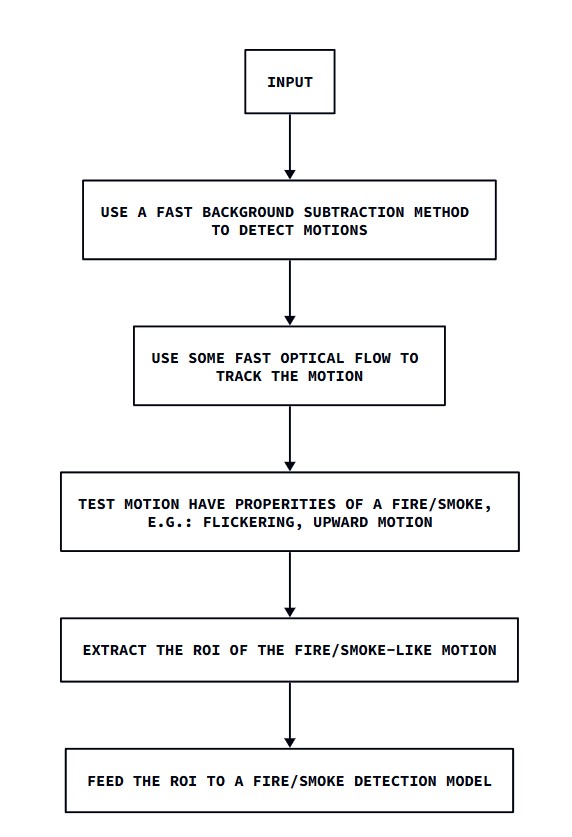 INPUT
USE A FAST BACKGROUND SUBTRACTION METHOD
TO DETECT MOTIONS
USE SOME FAST OPTICAL FLOW TO
TRACK THE MOTION
TEST MOTION HAVE PROPERITIES OF A FIRE/SMOKE,
E.G.: FLICKERING, UPWARD MOTION
EXTRACT THE ROI OF THE FIRE/SMOKE-LIKE MOTION
FEED THE ROI TO A FIRE/SMOKE DETECTION MODEL